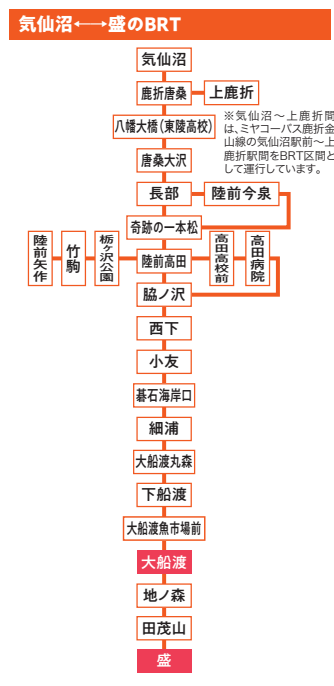 気仙沼⟷盛のBRT
気仙沼
鹿折唐桑
上鹿折
八幡大橋(東陵高校)
※気仙沼～上鹿折間
は、ミヤコーバス鹿折金
山線の気仙沼駅前～上
鹿折駅間をBRT区間と
して運行しています。
唐桑大沢
長部
陸前今泉
奇跡の一本松
陸前矢作
竹駒
栃ヶ沢公園
陸前高田
高田高校前
高田病院
脇ノ沢
西下
小友
碁石海岸口
細浦
大船渡丸森
下船渡
大船渡魚市場前
大船渡
地ノ森
田茂山
盛